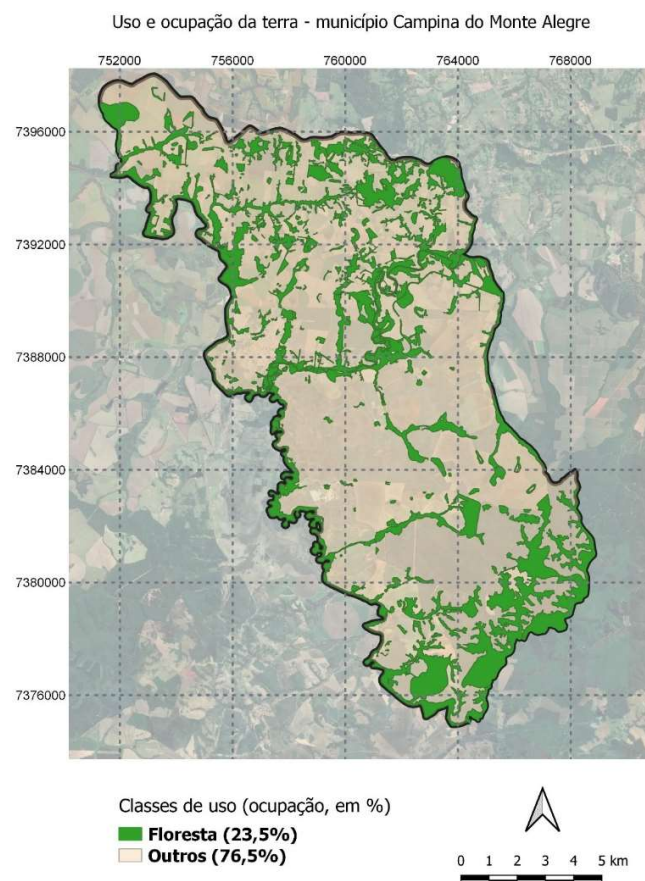 Uso e ocupação da terra - município Campina do Monte Alegre
752000 756000 760000 764000 768000
7396000
7392000
7388000
7384000
7380000
7376000
Classes de uso (ocupação, em %)
Floresta (23,5%)
Outros (76,5%)
0 1 2 3 4 5 km